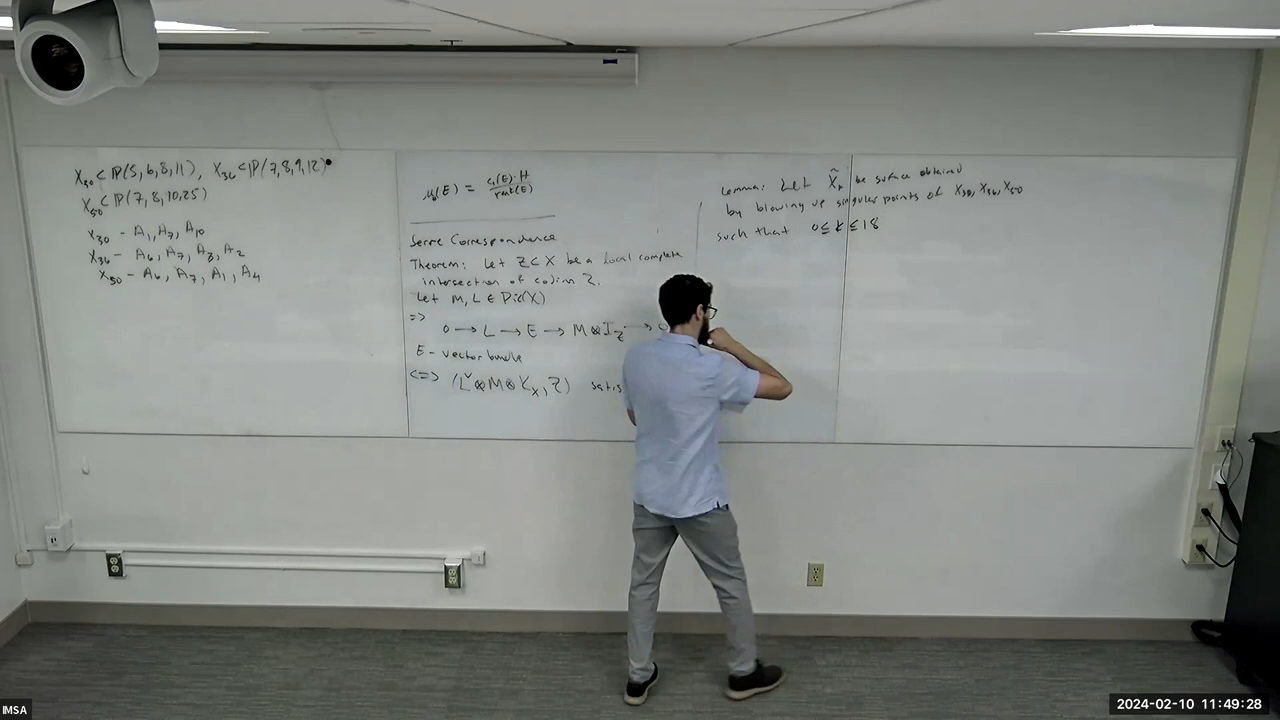 X₃₀ ⊂ P(5,6,8,11), X₃₆ ⊂ P(7,8,9,12)
X₅₀ ⊂ P(7,8,10,25)
X₃₀ - A₁, A₇, A₁₀
X₃₆ - A₆, A₇, A₃, A₂
X₅₀ - A₆, A₇, A₁, A₄
(E) = c₁(E)·H / rank(E)
Serre Correspondence
Theorem: Let Z ⊂ X be a local complete
intersection of codim 2.
Let M, L ∈ Pic(X)
=>
0 → L → E → M ⊗ I_Z →
E - vector bundle
<=> (L^∨ ⊗ M ⊗ K_X, Z) satis
Lemma: Let X̃ be surface obtained
by blowing up singular points of X₃₀, X₃₆, X₅₀
such that 0 ≤ k ≤ 18
IMSA
2024-02-10 11:49:28